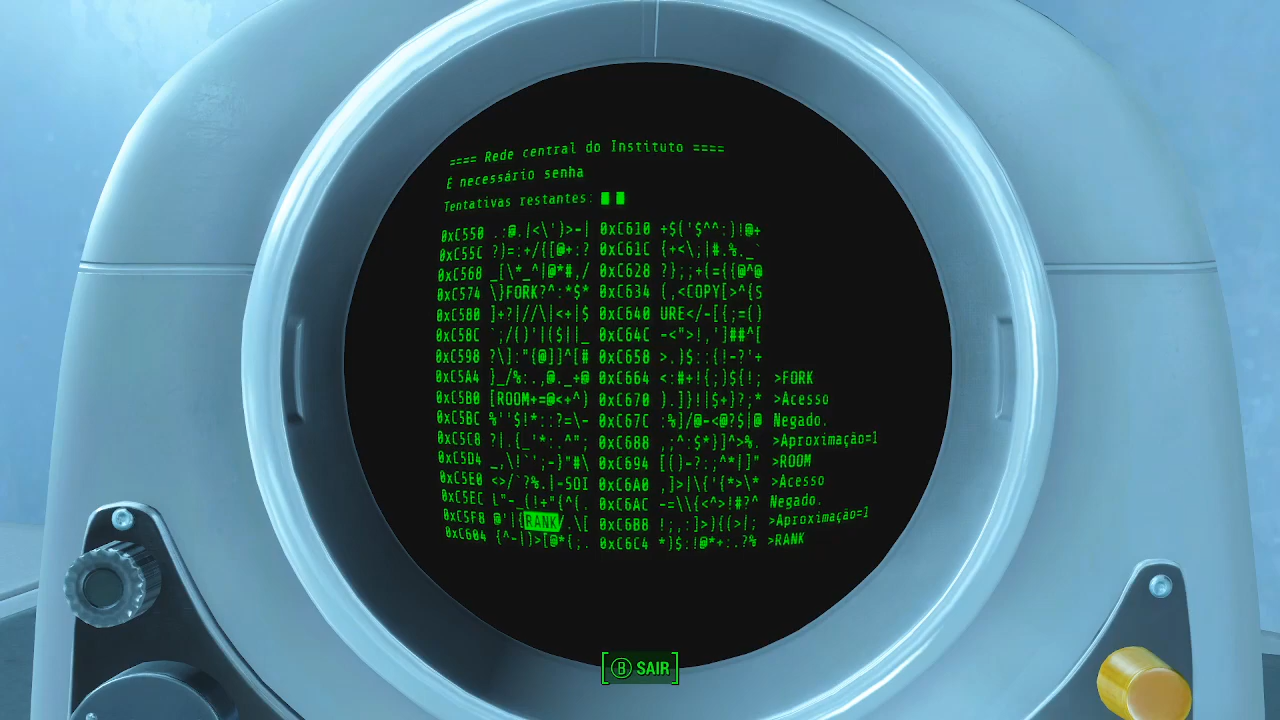 ==== Rede central do Instituto ====
É necessário senha
Tentativas restantes: ■ ■
0xC550 .:@.|<\')>-| 0xC610 +$('$^^:)!@+
0xC55C ?)=:+/{[@+:? 0xC61C {+<\;|#.%._`
0xC568 _[\*_^|@*#,/ 0xC628 ?};;+(={{@^@
0xC574 \}FORK?^:*$* 0xC634 (,<COPY[>^{S
0xC580 ]+?|//\|<+|$ 0xC640 URE</-[{;=()
0xC58C `;/()'|($||_ 0xC64C -<">!,']##^[
0xC598 ?\]:"{@]]^[# 0xC658 >.)$::{!-?'+
0xC5A4 }_/%:.,@._+@ 0xC664 <:#+!{;)${!; >FORK
0xC5B0 [ROOM+=@<+^) 0xC670 ).]}!|$+}?;* >Acesso
0xC5BC %''$!*::?=\- 0xC67C :%]/@-<@?$|@ Negado.
0xC5C8 ?|.{_'*:.^"; 0xC688 ,;^:$*}]^>%. >Aproximação=1
0xC5D4 _,\!`';-)"#\ 0xC694 [()-?:;^*|]" >ROOM
0xC5E0 <>/`?%.|-SOI 0xC6A0 ,]>|\{'{*>\* >Acesso
0xC5EC L"-_(!+"{^{. 0xC6AC -=\\{<^>!#?^ Negado.
0xC5F8 @'|{RANK/.\[ 0xC6B8 !;,:]>){(>|; >Aproximação=1
0xC604 {^-|)>[@*{;. 0xC6C4 *)$:!@*+:.?% >RANK
B SAIR